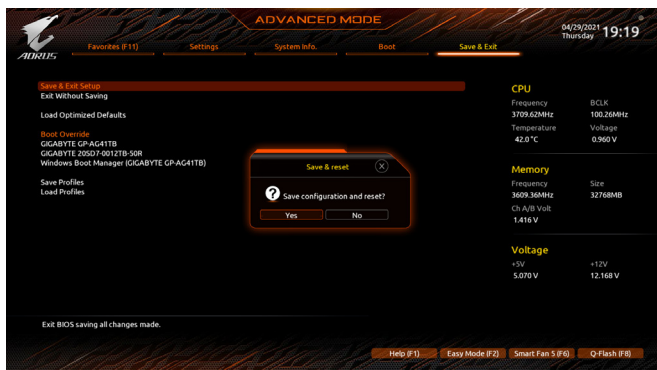 ADVANCED MODE
04/29/2021
Thursday
19:19
AORUS
Favorites (F11) Settings System Info. Boot Save & Exit
Save & Exit Setup
Exit Without Saving
Load Optimized Defaults
Boot Override
GIGABYTE GP-AG41TB
GIGABYTE 20SD7-0012TB-50R
Windows Boot Manager (GIGABYTE GP-AG41TB)
Save Profiles
Load Profiles
Save & reset
Save configuration and reset?
Yes No
CPU
Frequency BCLK
3709.62MHz 100.26MHz
Temperature Voltage
42.0 °C 0.960 V
Memory
Frequency Size
3609.36MHz 32768MB
Ch A/B Volt
1.416 V
Voltage
+5V +12V
5.070 V 12.168 V
Exit BIOS saving all changes made.
Help (F1) Easy Mode (F2) Smart Fan 5 (F6) Q-Flash (F8)